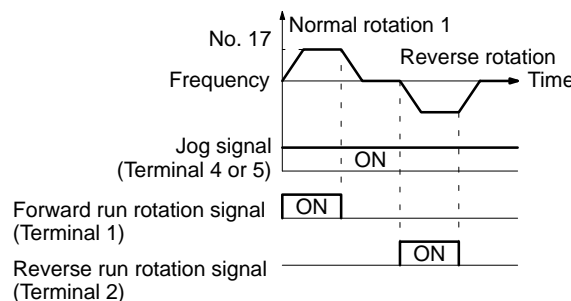 Normal rotation 1
No. 17
Reverse rotation
Frequency
Time
Jog signal
(Terminal 4 or 5)
ON
Forward run rotation signal
(Terminal 1)
ON
Reverse run rotation signal
(Terminal 2)
ON